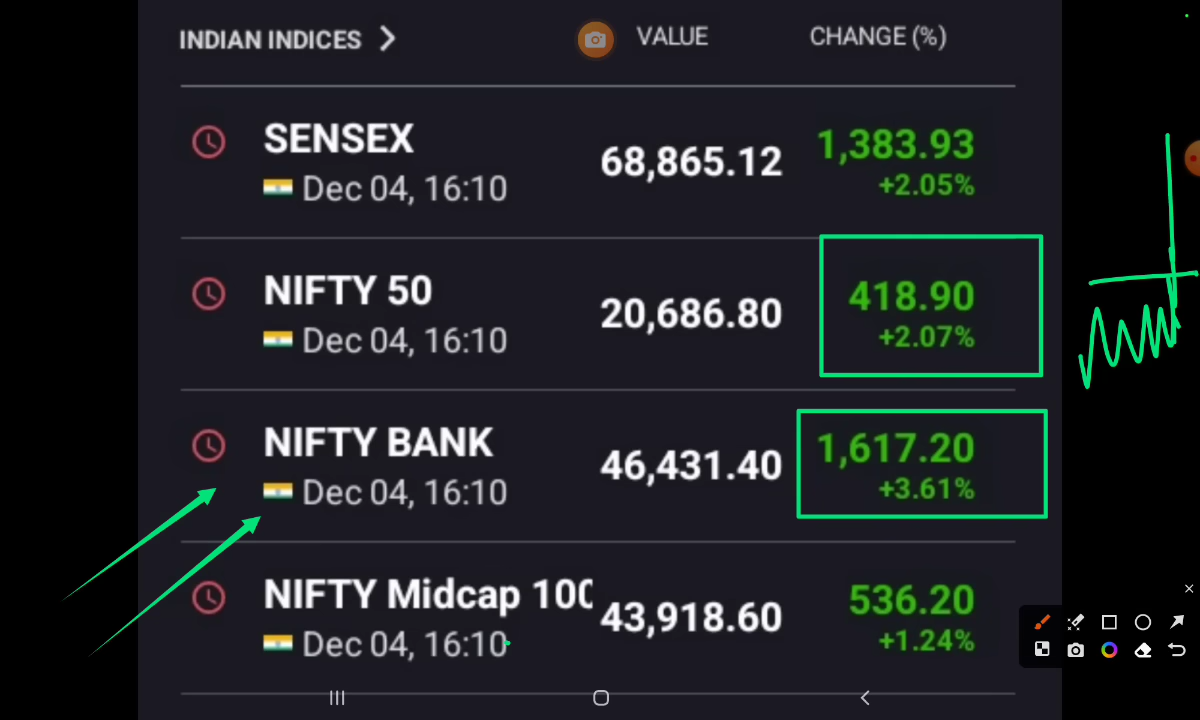 INDIAN INDICES VALUE CHANGE (%)
SENSEX 68,865.12 1,383.93
Dec 04, 16:10 +2.05%
NIFTY 50 20,686.80 418.90
Dec 04, 16:10 +2.07%
NIFTY BANK 46,431.40 1,617.20
Dec 04, 16:10 +3.61%
NIFTY Midcap 100 43,918.60 536.20
Dec 04, 16:10 +1.24%